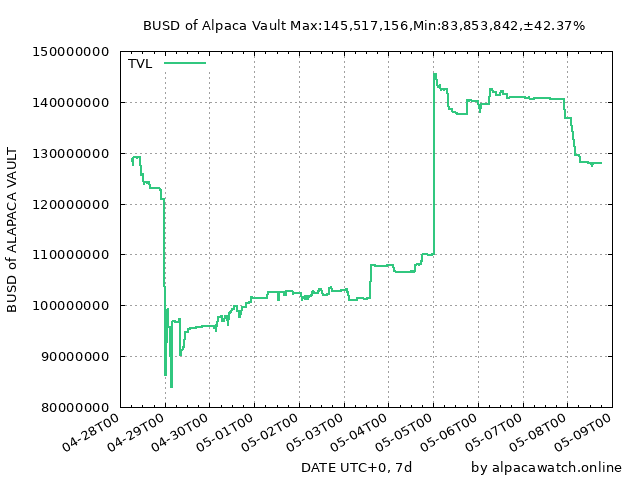 BUSD of Alpaca Vault Max:145,517,156,Min:83,853,842,±42.37%
TVL
150000000
140000000
130000000
120000000
110000000
100000000
90000000
80000000
BUSD of ALAPACA VAULT
04-28T00
04-29T00
04-30T00
05-01T00
05-02T00
05-03T00
05-04T00
05-05T00
05-06T00
05-07T00
05-08T00
05-09T00
DATE UTC+0, 7d
by alpacawatch.online